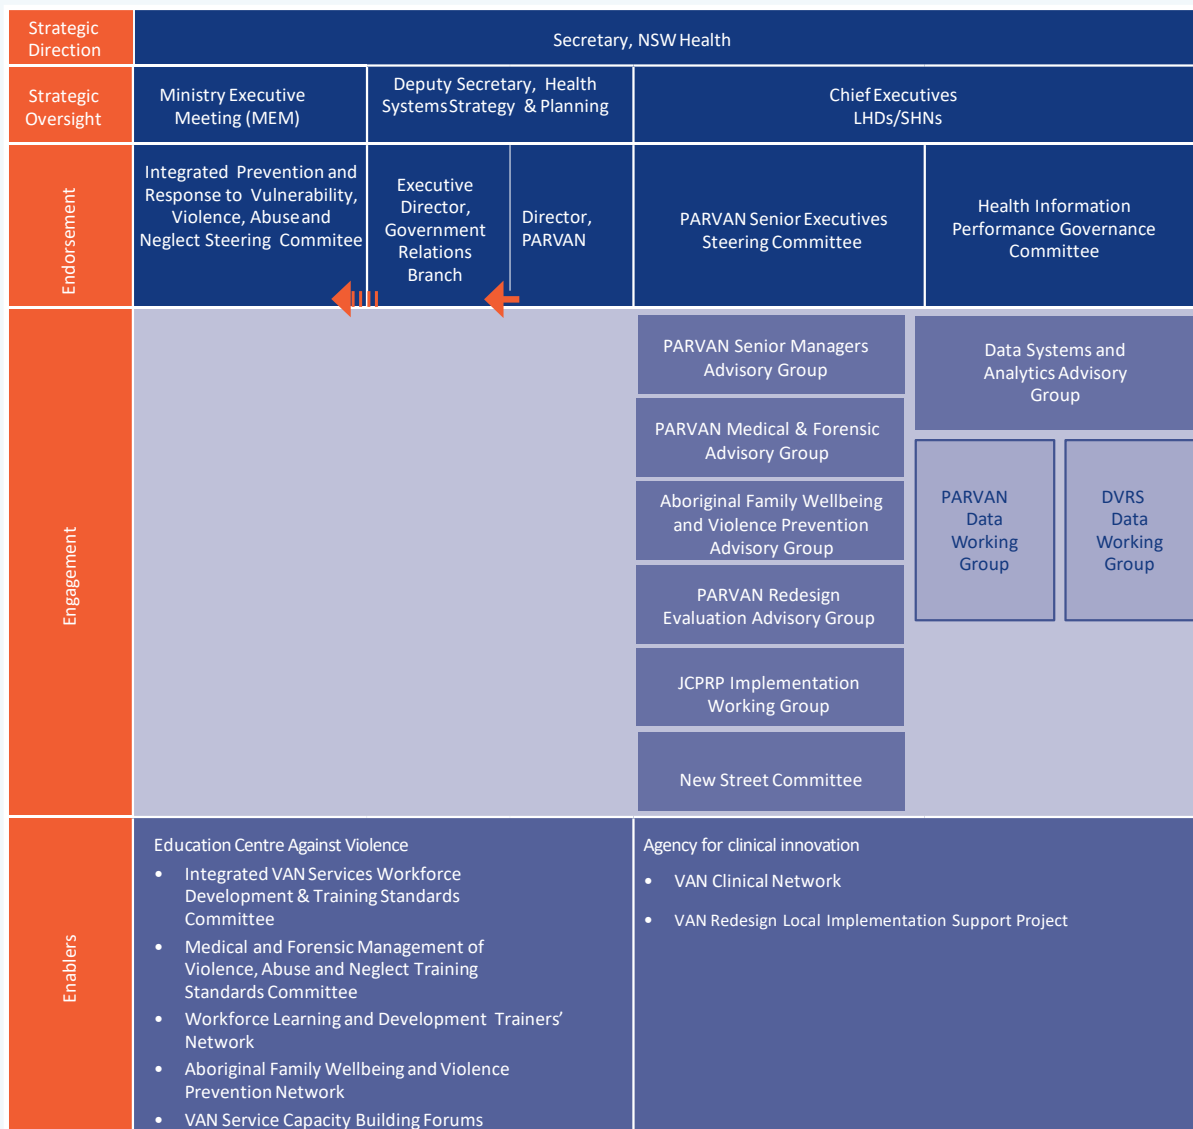 Strategic
Direction
Secretary, NSW Health
Strategic
Oversight
Ministry Executive
Meeting (MEM)
Deputy Secretary, Health
Systems Strategy & Planning
Chief Executives
LHDs/SHNs
Endorsement
Integrated Prevention and
Response to Vulnerability,
Violence, Abuse and
Neglect Steering Commitee
Executive
Director,
Government
Relations
Branch
Director,
PARVAN
PARVAN Senior Executives
Steering Committee
Health Information
Performance Governance
Committee
Engagement
PARVAN Senior Managers
Advisory Group
PARVAN Medical & Forensic
Advisory Group
Aboriginal Family Wellbeing
and Violence Prevention
Advisory Group
PARVAN Redesign
Evaluation Advisory Group
JCPRP Implementation
Working Group
New Street Committee
Data Systems and
Analytics Advisory
Group
PARVAN
Data
Working
Group
DVRS
Data
Working
Group
Enablers
Education Centre Against Violence
• Integrated VAN Services Workforce
Development & Training Standards
Committee
• Medical and Forensic Management of
Violence, Abuse and Neglect Training
Standards Committee
• Workforce Learning and Development Trainers’
Network
• Aboriginal Family Wellbeing and Violence
Prevention Network
• VAN Service Capacity Building Forums
Agency for clinical innovation
• VAN Clinical Network
• VAN Redesign Local Implementation Support Project